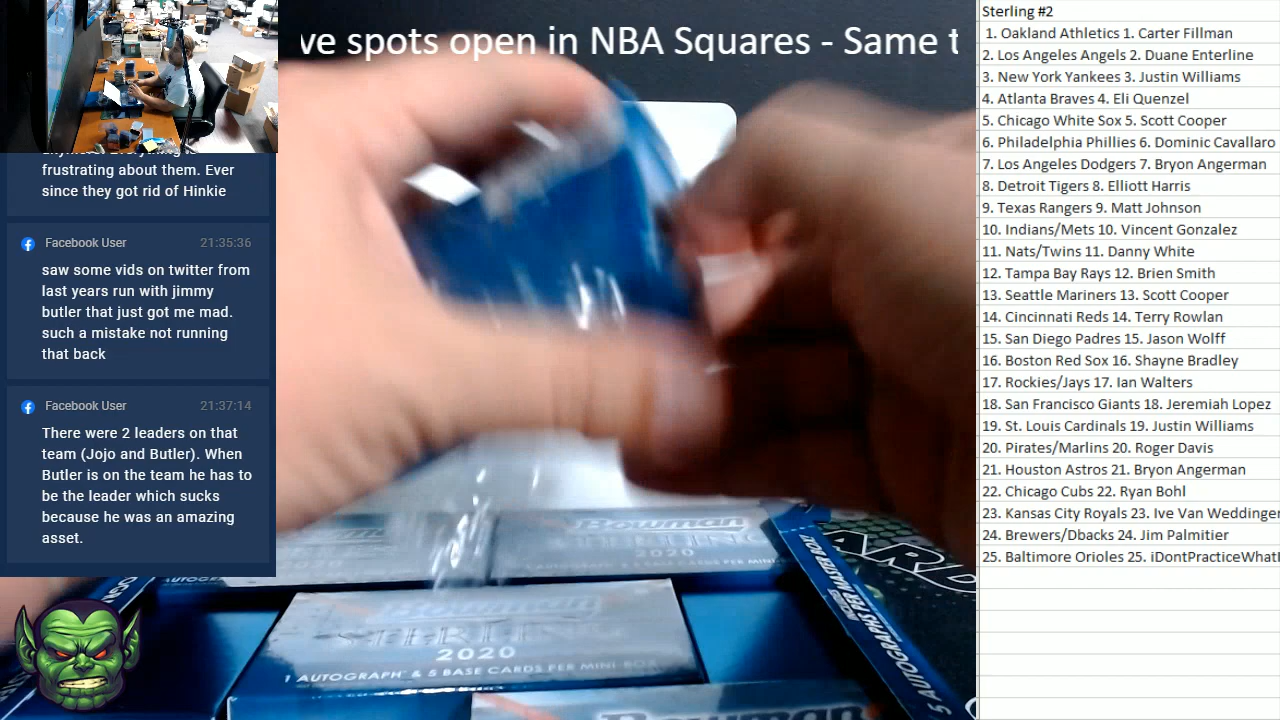 ve spots open in NBA Squares - Same t
frustrating about them. Ever
since they got rid of Hinkie
Facebook User 21:35:36
saw some vids on twitter from
last years run with jimmy
butler that just got me mad.
such a mistake not running
that back
Facebook User 21:37:14
There were 2 leaders on that
team (Jojo and Butler). When
Butler is on the team he has to
be the leader which sucks
because he was an amazing
asset.
Bowman
2020
Bowman
STERLING
2020
1 AUTOGRAPH & 5 BASE CARDS PER MINI-BOX
Bowman
5 AUTOGRAPHS PER MASTER BOX!
ARD
Sterling #2
1. Oakland Athletics 1. Carter Fillman
2. Los Angeles Angels 2. Duane Enterline
3. New York Yankees 3. Justin Williams
4. Atlanta Braves 4. Eli Quenzel
5. Chicago White Sox 5. Scott Cooper
6. Philadelphia Phillies 6. Dominic Cavallaro
7. Los Angeles Dodgers 7. Bryon Angerman
8. Detroit Tigers 8. Elliott Harris
9. Texas Rangers 9. Matt Johnson
10. Indians/Mets 10. Vincent Gonzalez
11. Nats/Twins 11. Danny White
12. Tampa Bay Rays 12. Brien Smith
13. Seattle Mariners 13. Scott Cooper
14. Cincinnati Reds 14. Terry Rowlan
15. San Diego Padres 15. Jason Wolff
16. Boston Red Sox 16. Shayne Bradley
17. Rockies/Jays 17. Ian Walters
18. San Francisco Giants 18. Jeremiah Lopez
19. St. Louis Cardinals 19. Justin Williams
20. Pirates/Marlins 20. Roger Davis
21. Houston Astros 21. Bryon Angerman
22. Chicago Cubs 22. Ryan Bohl
23. Kansas City Royals 23. Ive Van Weddinger
24. Brewers/Dbacks 24. Jim Palmitier
25. Baltimore Orioles 25. iDontPracticeWhatI